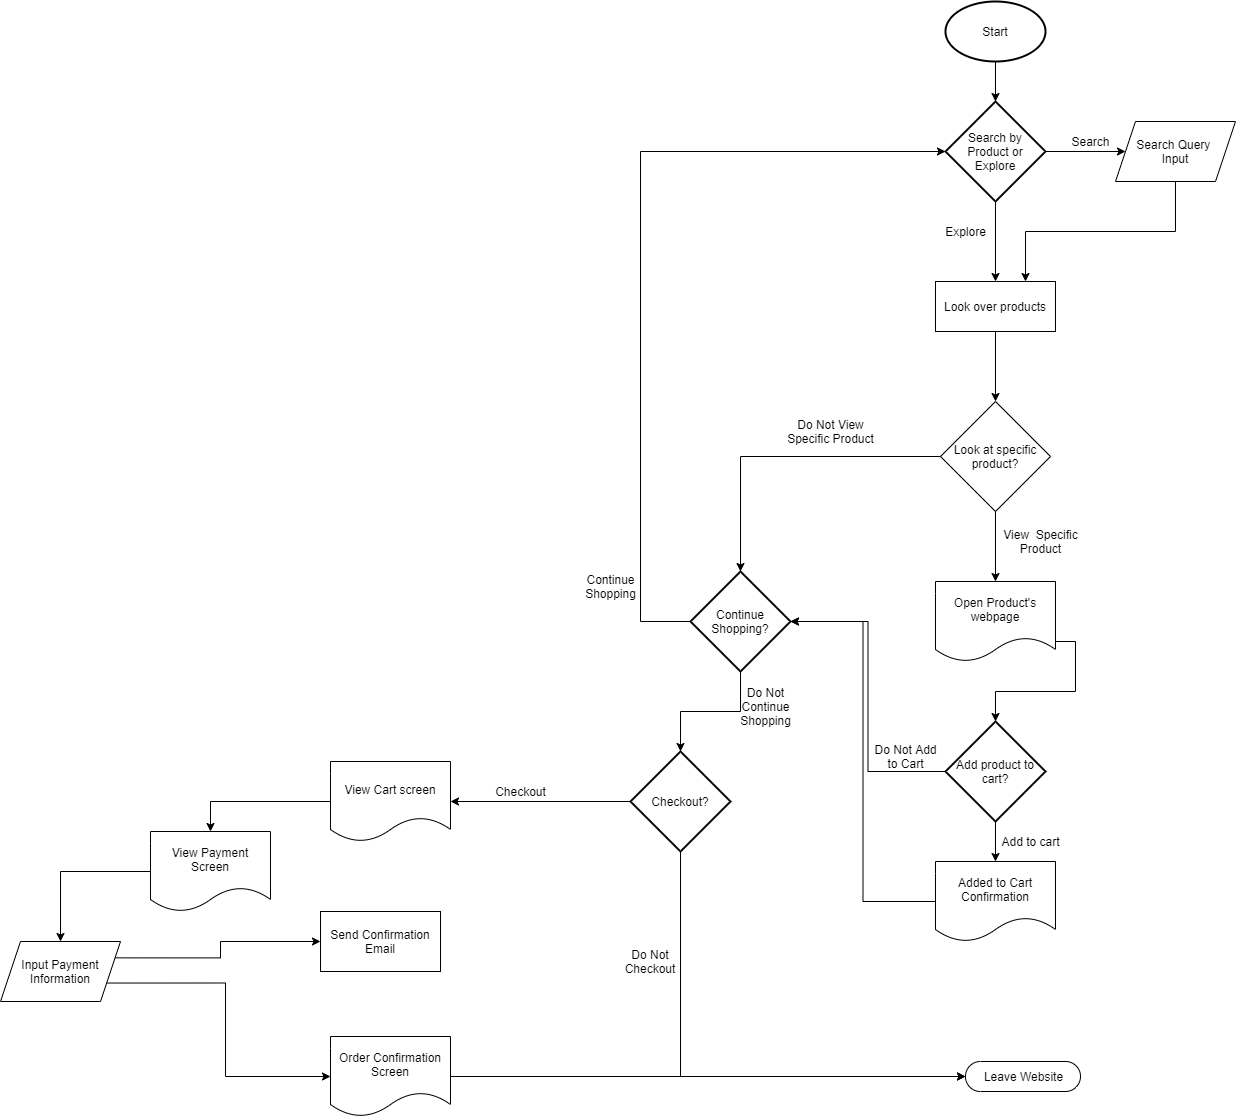 Start
Search by
Product or
Explore
Search
Search Query
Input
Explore
Look over products
Do Not View
Specific Product
Look at specific
product?
View  Specific
Product
Continue
Shopping
Continue
Shopping?
Open Product's
webpage
Do Not
Continue
Shopping
Do Not Add
to Cart
Add product to
cart?
View Cart screen
Checkout
Checkout?
Add to cart
View Payment
Screen
Added to Cart
Confirmation
Send Confirmation
Email
Input Payment
Information
Do Not
Checkout
Order Confirmation
Screen
Leave Website